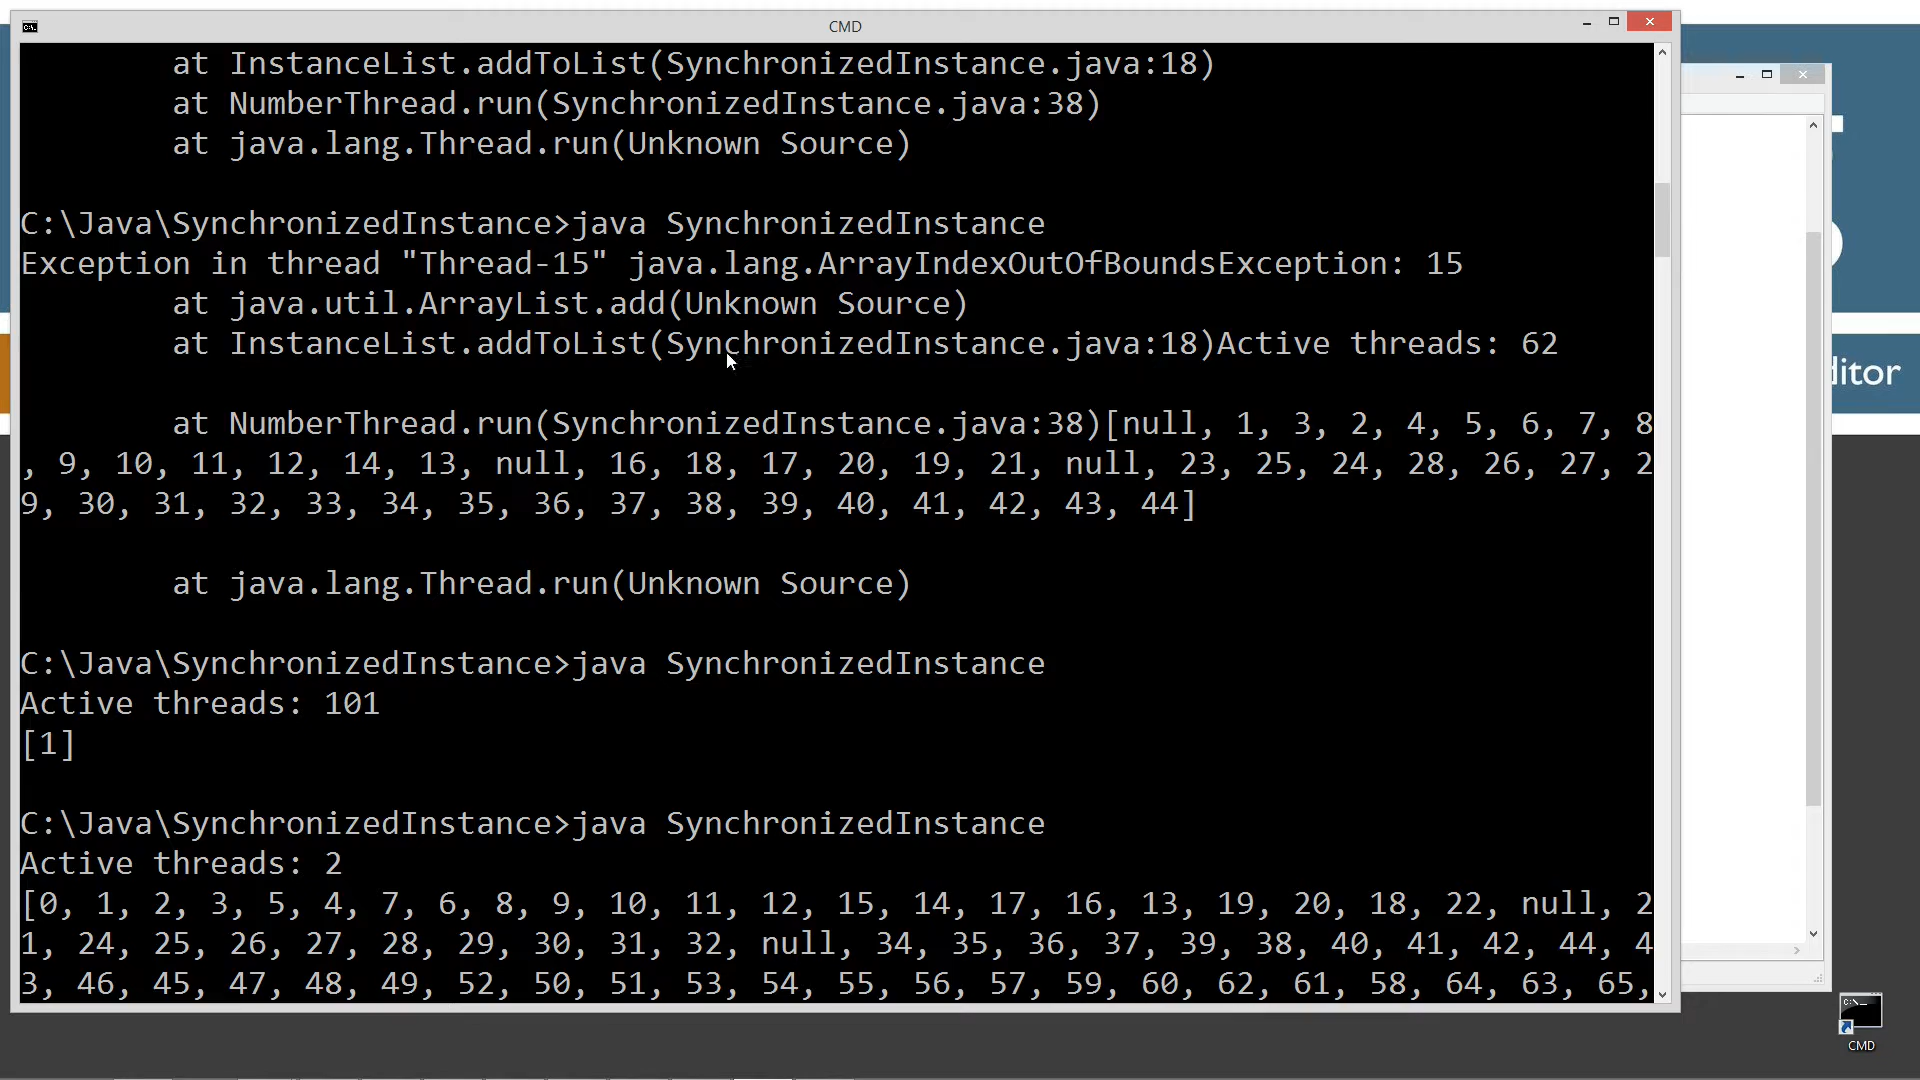 CMD
at InstanceList.addToList(SynchronizedInstance.java:18)
at NumberThread.run(SynchronizedInstance.java:38)
at java.lang.Thread.run(Unknown Source)
C:\Java\SynchronizedInstance>java SynchronizedInstance
Exception in thread "Thread-15" java.lang.ArrayIndexOutOfBoundsException: 15
at java.util.ArrayList.add(Unknown Source)
at InstanceList.addToList(SynchronizedInstance.java:18)Active threads: 62
at NumberThread.run(SynchronizedInstance.java:38)[null, 1, 3, 2, 4, 5, 6, 7, 8
, 9, 10, 11, 12, 14, 13, null, 16, 18, 17, 20, 19, 21, null, 23, 25, 24, 28, 26, 27, 2
9, 30, 31, 32, 33, 34, 35, 36, 37, 38, 39, 40, 41, 42, 43, 44]
at java.lang.Thread.run(Unknown Source)
C:\Java\SynchronizedInstance>java SynchronizedInstance
Active threads: 101
[1]
C:\Java\SynchronizedInstance>java SynchronizedInstance
Active threads: 2
[0, 1, 2, 3, 5, 4, 7, 6, 8, 9, 10, 11, 12, 15, 14, 17, 16, 13, 19, 20, 18, 22, null, 2
1, 24, 25, 26, 27, 28, 29, 30, 31, 32, null, 34, 35, 36, 37, 39, 38, 40, 41, 42, 44, 4
3, 46, 45, 47, 48, 49, 52, 50, 51, 53, 54, 55, 56, 57, 59, 60, 62, 61, 58, 64, 63, 65,
ditor
CMD